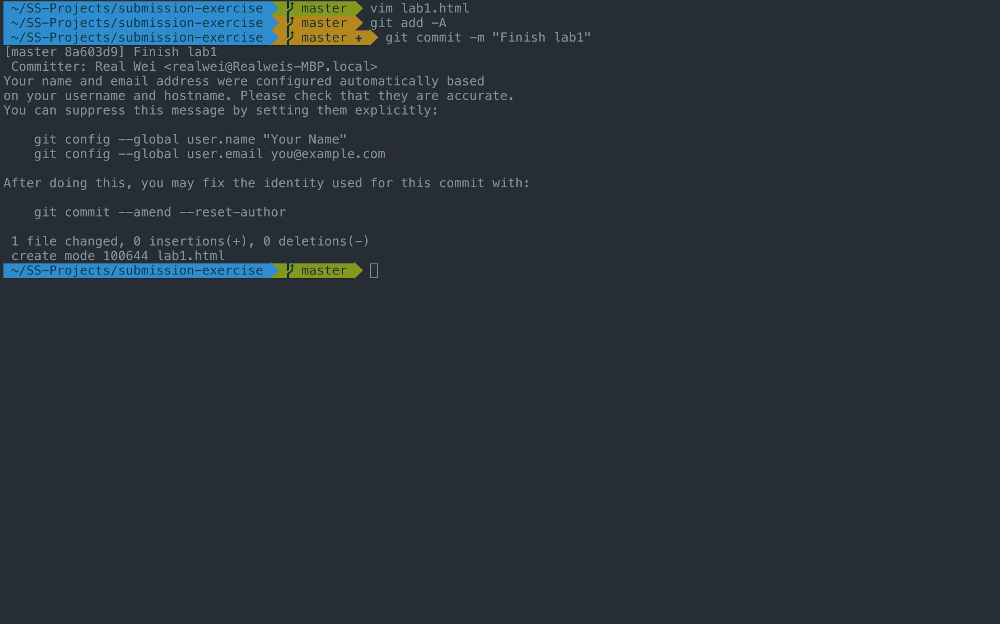 ~/SS-Projects/submission-exercise master vim lab1.html
~/SS-Projects/submission-exercise master git add -A
~/SS-Projects/submission-exercise master + git commit -m "Finish lab1"
[master 8a603d9] Finish lab1
Committer: Real Wei <realwei@Realweis-MBP.local>
Your name and email address were configured automatically based
on your username and hostname. Please check that they are accurate.
You can suppress this message by setting them explicitly:
git config --global user.name "Your Name"
git config --global user.email you@example.com
After doing this, you may fix the identity used for this commit with:
git commit --amend --reset-author
1 file changed, 0 insertions(+), 0 deletions(-)
create mode 100644 lab1.html
~/SS-Projects/submission-exercise master